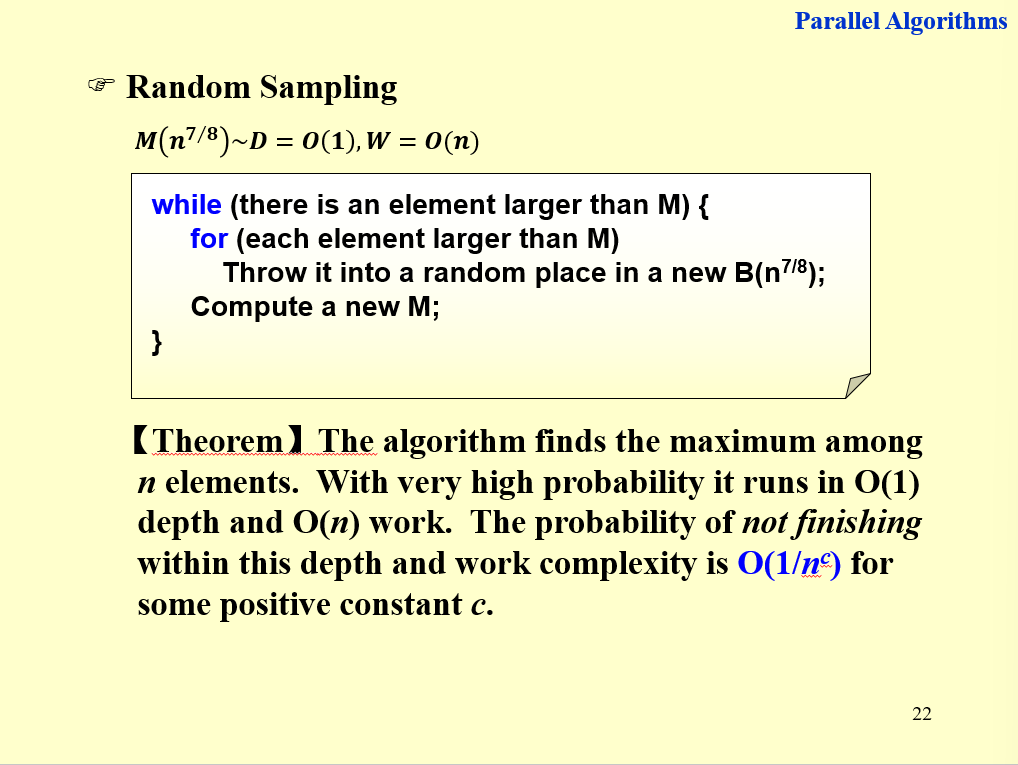 Parallel Algorithms
☞ Random Sampling
M(n^{7/8})~D = O(1), W = O(n)
while (there is an element larger than M) {
for (each element larger than M)
Throw it into a random place in a new B(n^{7/8});
Compute a new M;
}
【Theorem】The algorithm finds the maximum among
n elements. With very high probability it runs in O(1)
depth and O(n) work. The probability of not finishing
within this depth and work complexity is O(1/n^c) for
some positive constant c.
22